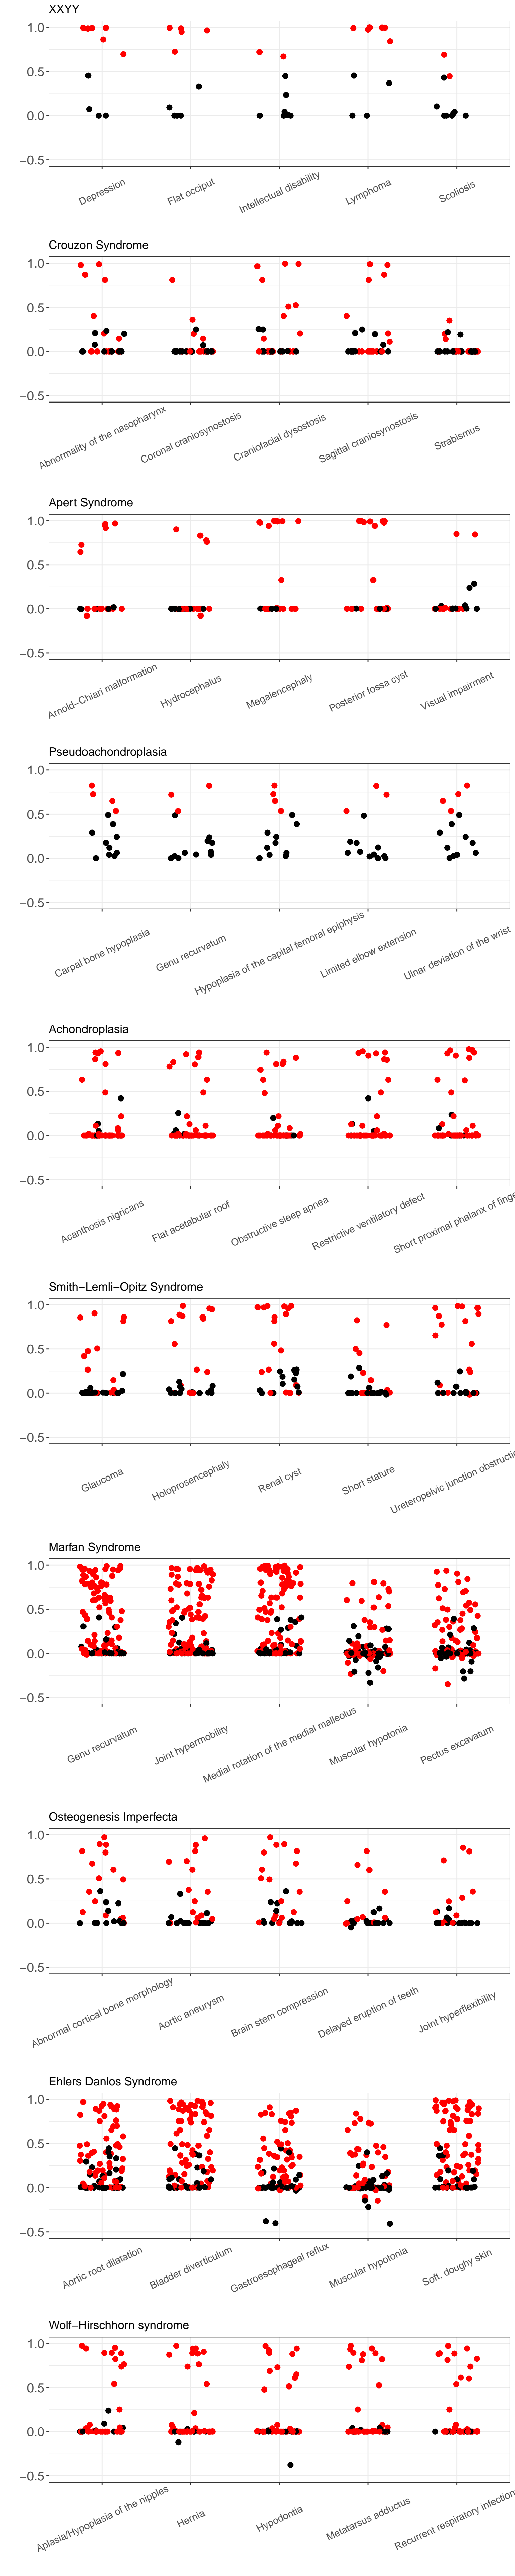 XXYY
1.0
0.5
0.0
−0.5
Depression
Flat occiput
Intellectual disability
Lymphoma
Scoliosis
Crouzon Syndrome
1.0
0.5
0.0
−0.5
Abnormality of the nasopharynx
Coronal craniosynostosis
Craniofacial dysostosis
Sagittal craniosynostosis
Strabismus
Apert Syndrome
1.0
0.5
0.0
−0.5
Arnold−Chiari malformation
Hydrocephalus
Megalencephaly
Posterior fossa cyst
Visual impairment
Pseudoachondroplasia
1.0
0.5
0.0
−0.5
Carpal bone hypoplasia
Genu recurvatum
Hypoplasia of the capital femoral epiphysis
Limited elbow extension
Ulnar deviation of the wrist
Achondroplasia
1.0
0.5
0.0
−0.5
Acanthosis nigricans
Flat acetabular roof
Obstructive sleep apnea
Restrictive ventilatory defect
Short proximal phalanx of finge
Smith−Lemli−Opitz Syndrome
1.0
0.5
0.0
−0.5
Glaucoma
Holoprosencephaly
Renal cyst
Short stature
Ureteropelvic junction obstructio
Marfan Syndrome
1.0
0.5
0.0
−0.5
Genu recurvatum
Joint hypermobility
Medial rotation of the medial malleolus
Muscular hypotonia
Pectus excavatum
Osteogenesis Imperfecta
1.0
0.5
0.0
−0.5
Abnormal cortical bone morphology
Aortic aneurysm
Brain stem compression
Delayed eruption of teeth
Joint hyperflexibility
Ehlers Danlos Syndrome
1.0
0.5
0.0
−0.5
Aortic root dilatation
Bladder diverticulum
Gastroesophageal reflux
Muscular hypotonia
Soft, doughy skin
Wolf−Hirschhorn syndrome
1.0
0.5
0.0
−0.5
Aplasia/Hypoplasia of the nipples
Hernia
Hypodontia
Metatarsus adductus
Recurrent respiratory infection